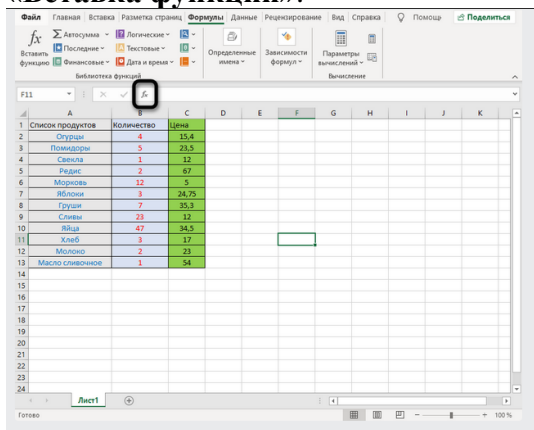 «Вставка функции».
Файл Главная Вставка Разметка страниц Формулы Данные Рецензирование Вид Справка Помощь Поделиться
fx Автосумма Логические
Последние Текстовые
Финансовые Дата и время
Вставить функцию
Определенные имена
Зависимости формул
Параметры вычислений
Библиотека функций Вычисление
F11 fx
A B C D E F G H I J K
1 Список продуктов Количество Цена
2 Огурцы 4 15,4
3 Помидоры 5 23,5
4 Свекла 1 12
5 Редис 2 67
6 Морковь 12 5
7 Яблоки 3 24,75
8 Груши 7 35,3
9 Сливы 23 12
10 Яйца 47 34,5
11 Хлеб 3 17
12 Молоко 2 23
13 Масло сливочное 1 54
14
15
16
17
18
19
20
21
22
23
24
Лист1
Готово 100 %